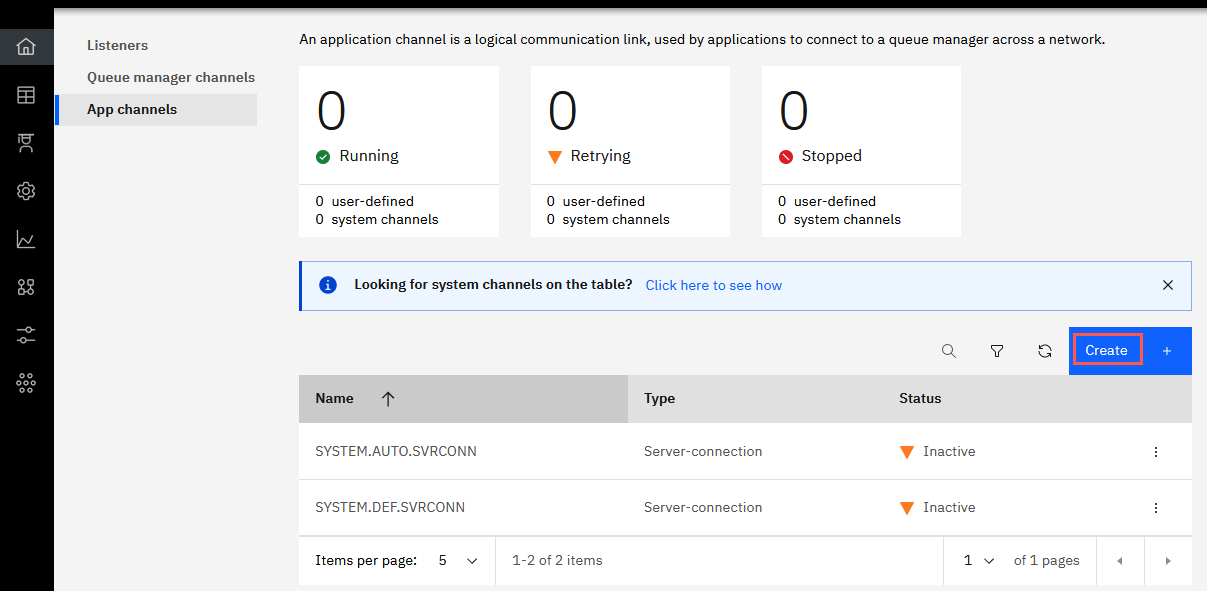 Listeners
Queue manager channels
App channels
An application channel is a logical communication link, used by applications to connect to a queue manager across a network.
0
Running
0 user-defined
0 system channels
0
Retrying
0 user-defined
0 system channels
0
Stopped
0 user-defined
0 system channels
Looking for system channels on the table? Click here to see how
Create +
Name Type Status
SYSTEM.AUTO.SVRCONN Server-connection Inactive
SYSTEM.DEF.SVRCONN Server-connection Inactive
Items per page: 5 1-2 of 2 items 1 of 1 pages